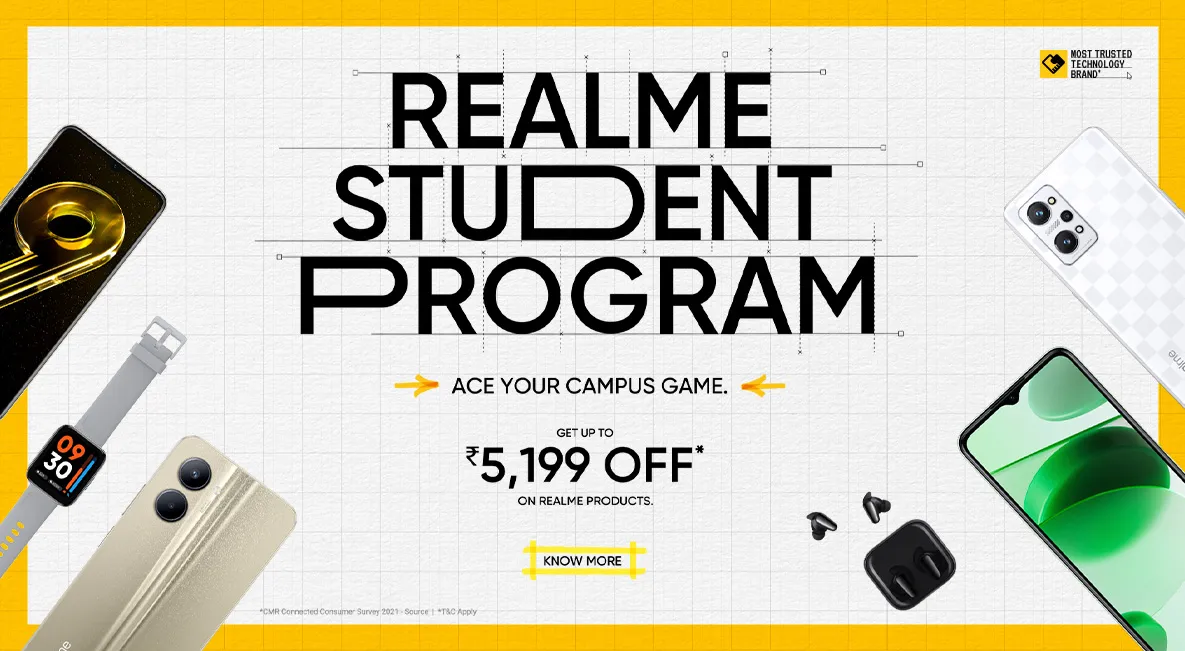 MOST TRUSTED
TECHNOLOGY
BRAND*
REALME
STUDENT
PROGRAM
ACE YOUR CAMPUS GAME.
GET UP TO
₹5,199 OFF*
ON REALME PRODUCTS.
KNOW MORE
09
30
realme
*CMR Connected Consumer Survey 2021 - Source | *T&C Apply